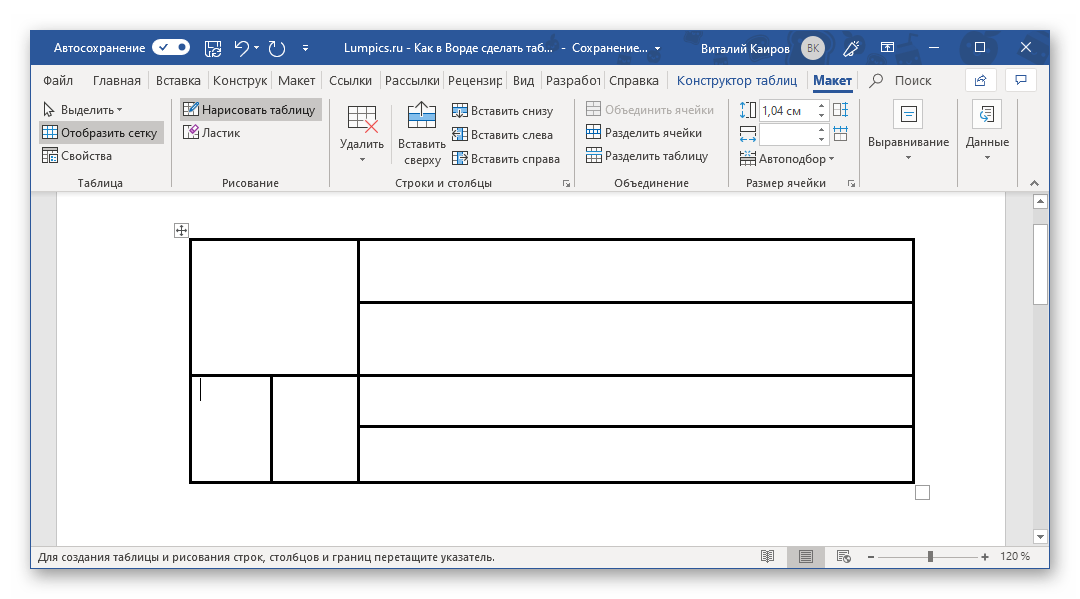 Автосохранение
Lumpics.ru - Как в Ворде сделать таб... - Сохранение...
Виталий Каиров ВК
Файл Главная Вставка Конструк Макет Ссылки Рассылки Рецензир Вид Разработ Справка Конструктор таблиц Макет Поиск
Выделить
Отобразить сетку
Свойства
Таблица
Нарисовать таблицу
Ластик
Рисование
Удалить
Вставить
сверху
Вставить снизу
Вставить слева
Вставить справа
Строки и столбцы
Объединить ячейки
Разделить ячейки
Разделить таблицу
Объединение
1,04 см
Автоподбор
Размер ячейки
Выравнивание
Данные
Для создания таблицы и рисования строк, столбцов и границ перетащите указатель.
120 %